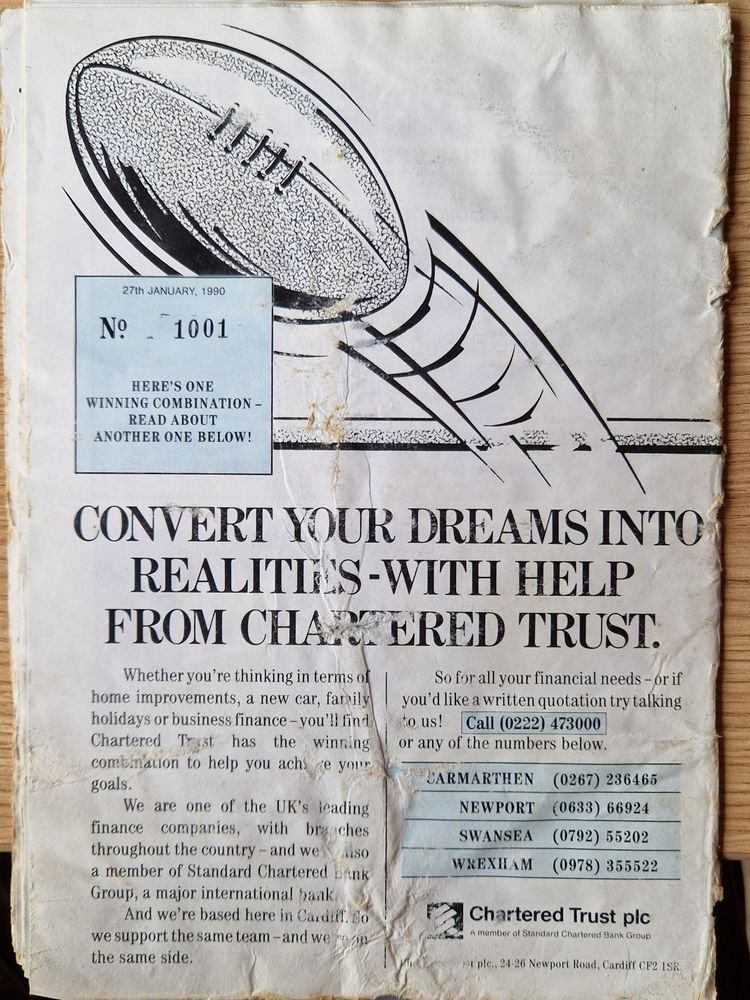 27th JANUARY, 1990
No 1001
HERE'S ONE
WINNING COMBINATION –
READ ABOUT
ANOTHER ONE BELOW!
CONVERT YOUR DREAMS INTO
REALITIES - WITH HELP
FROM CHARTERED TRUST.
Whether you're thinking in terms of
home improvements, a new car, family
holidays or business finance – you'll find
Chartered Trust has the winning
combination to help you achieve your
goals.
We are one of the UK's leading
finance companies, with branches
throughout the country – and we also
a member of Standard Chartered Bank
Group, a major international bank.
And we're based here in Cardiff. So
we support the same team – and we're on
the same side.
So for all your financial needs – or if
you'd like a written quotation try talking
to us! Call (0222) 473000
or any of the numbers below.
CARMARTHEN (0267) 236465
NEWPORT (0633) 66924
SWANSEA (0792) 55202
WREXHAM (0978) 355522
Chartered Trust plc
A member of Standard Chartered Bank Group
plc., 24-26 Newport Road, Cardiff CF2 1SR